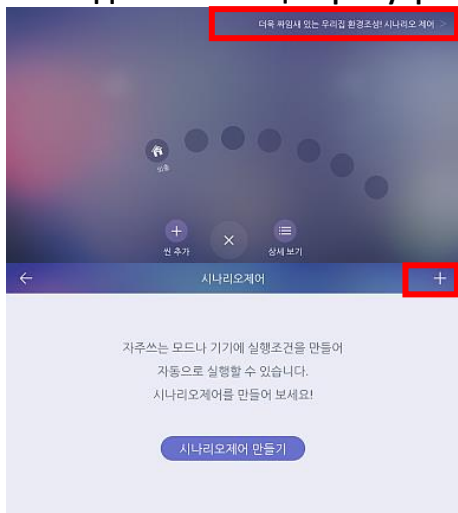 더욱 짜임새 있는 우리집 환경조성! 시나리오 제어 >
외출
씬 추가
상세 보기
시나리오제어
자주쓰는 모드나 기기에 실행조건을 만들어
자동으로 실행할 수 있습니다.
시나리오제어를 만들어 보세요!
시나리오제어 만들기